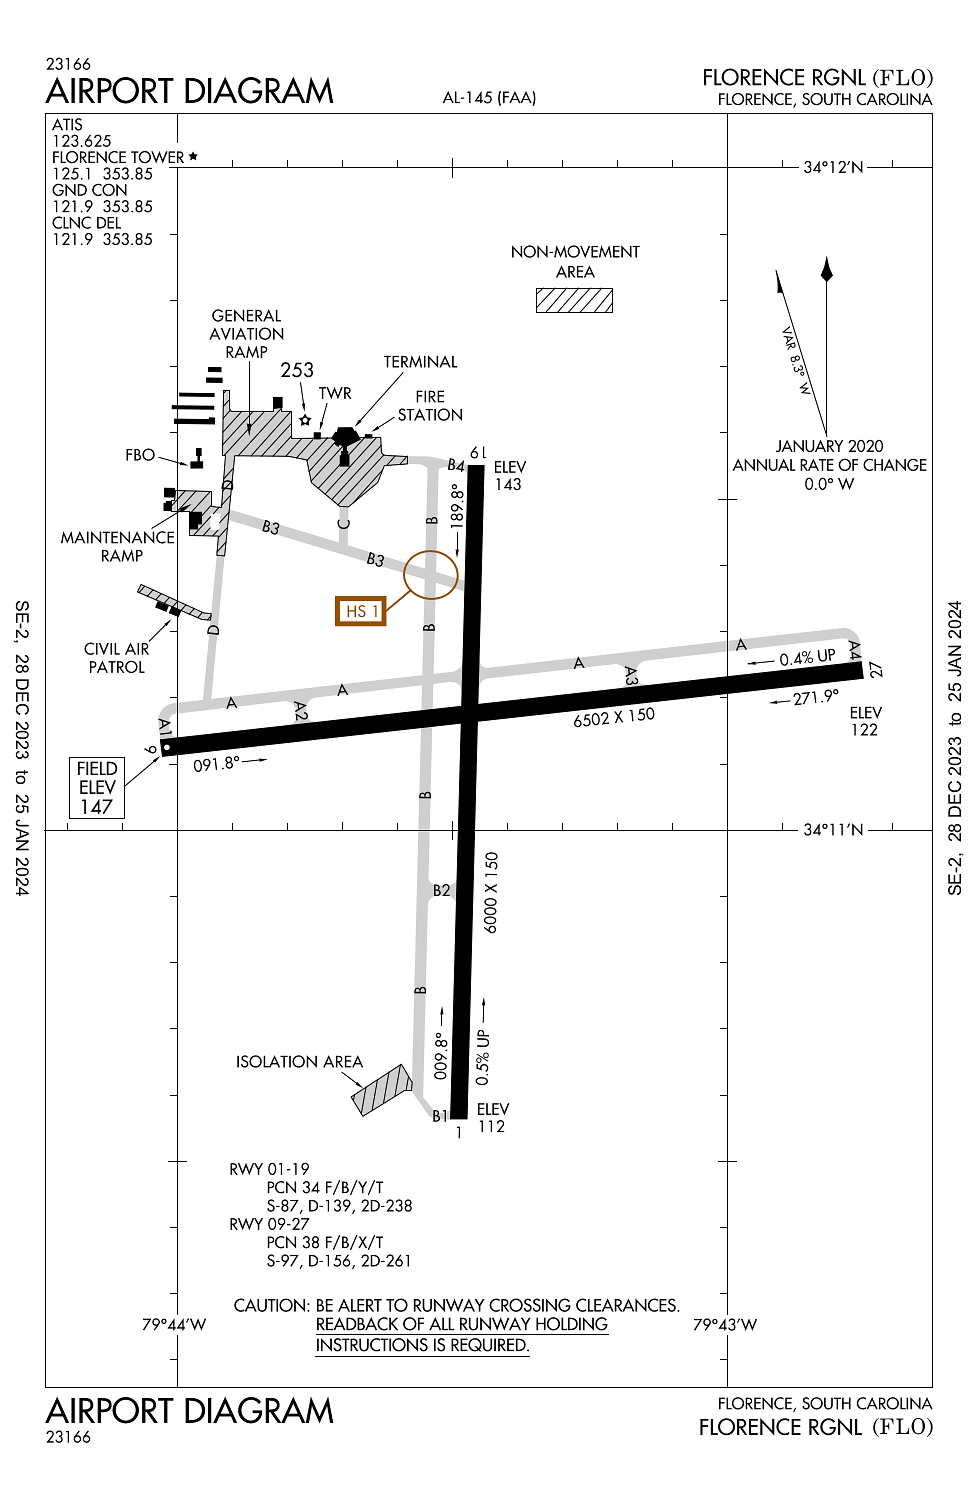 23166
AIRPORT DIAGRAM
AL-145 (FAA)
FLORENCE RGNL (FLO)
FLORENCE, SOUTH CAROLINA
ATIS
123.625
FLORENCE TOWER ★
125.1 353.85
GND CON
121.9 353.85
CLNC DEL
121.9 353.85
34°12'N
NON-MOVEMENT
AREA
VAR 8.3° W
JANUARY 2020
ANNUAL RATE OF CHANGE
0.0° W
GENERAL
AVIATION
RAMP
253
TWR
TERMINAL
FIRE
STATION
FBO
MAINTENANCE
RAMP
CIVIL AIR
PATROL
D
D
C
B3
B3
B4
B
B
B
B
19
ELEV
143
189.8°
HS 1
A
A
A
A
A1
A2
A3
A4
0.4% UP
27
271.9°
6502 X 150
ELEV
122
9
091.8°
FIELD
ELEV
147
34°11'N
B2
6000 X 150
009.8°
0.5% UP
ISOLATION AREA
B1
ELEV
112
1
RWY 01-19
PCN 34 F/B/Y/T
S-87, D-139, 2D-238
RWY 09-27
PCN 38 F/B/X/T
S-97, D-156, 2D-261
CAUTION: BE ALERT TO RUNWAY CROSSING CLEARANCES.
READBACK OF ALL RUNWAY HOLDING
INSTRUCTIONS IS REQUIRED.
79°44'W
79°43'W
SE-2, 28 DEC 2023 to 25 JAN 2024
SE-2, 28 DEC 2023 to 25 JAN 2024
AIRPORT DIAGRAM
23166
FLORENCE, SOUTH CAROLINA
FLORENCE RGNL (FLO)